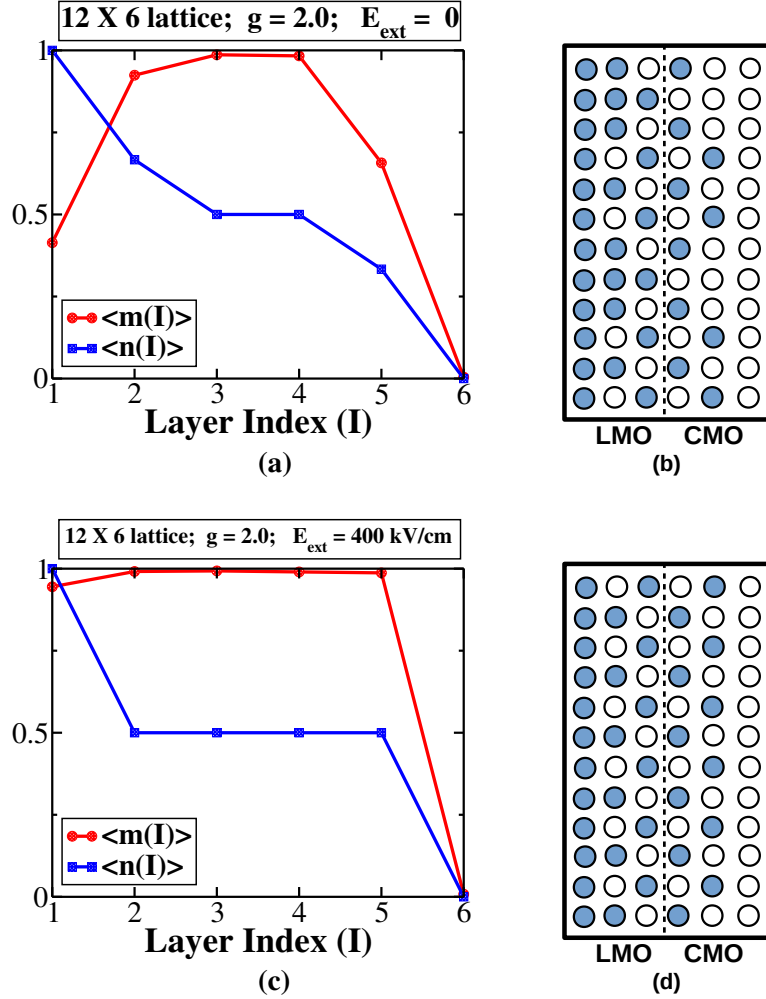 12 X 6 lattice;  g = 2.0;   E_ext =  0
1
0.5
0
<m(I)>
<n(I)>
1 2 3 4 5 6
Layer Index (I)
(a)
LMO CMO
(b)
12 X 6 lattice;  g = 2.0;   E_ext = 400 kV/cm
1
0.5
0
<m(I)>
<n(I)>
1 2 3 4 5 6
Layer Index (I)
(c)
LMO CMO
(d)